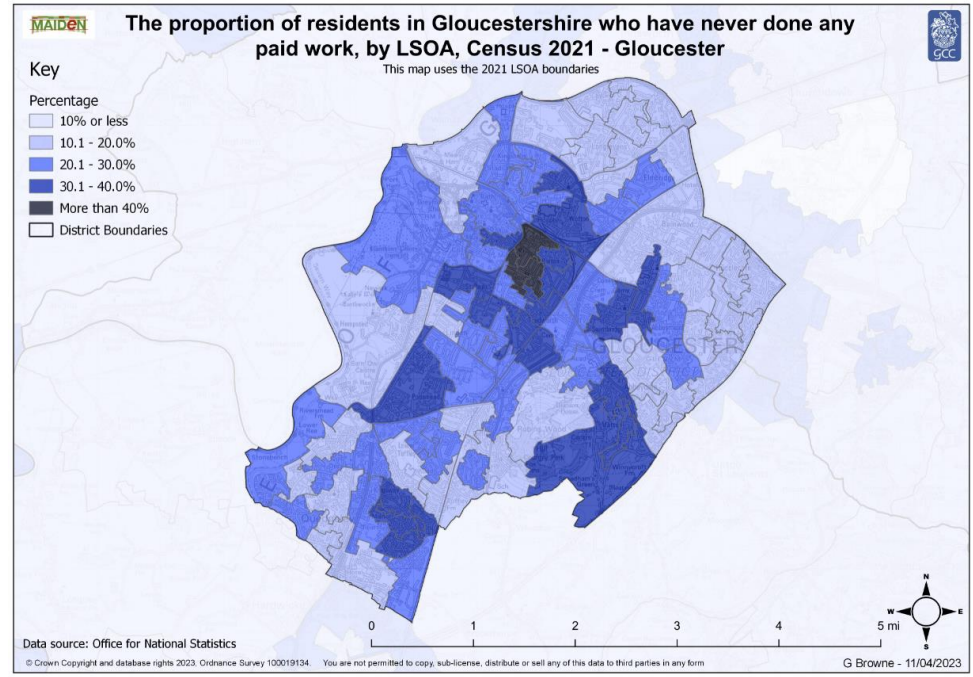 MAIDeN
The proportion of residents in Gloucestershire who have never done any
paid work, by LSOA, Census 2021 - Gloucester
This map uses the 2021 LSOA boundaries
GCC
Key
Percentage
10% or less
10.1 - 20.0%
20.1 - 30.0%
30.1 - 40.0%
More than 40%
District Boundaries
GLOUCESTER
N
W
E
S
0 1 2 3 4 5 mi
Data source: Office for National Statistics
© Crown Copyright and database rights 2023. Ordnance Survey 100019134. You are not permitted to copy, sub-license, distribute or sell any of this data to third parties in any form
G Browne - 11/04/2023